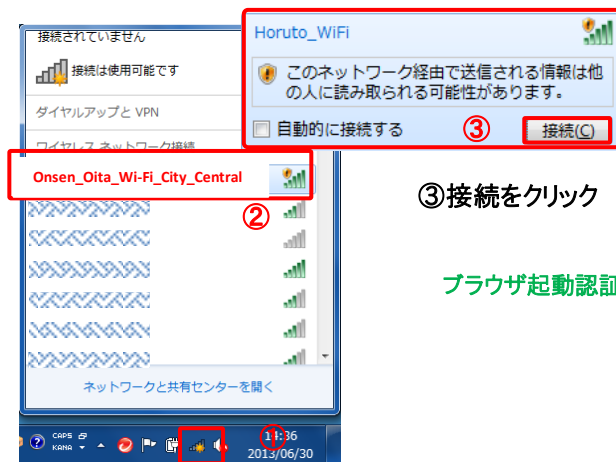 接続されていません
接続は使用可能です
ダイヤルアップと VPN
ワイヤレス ネットワーク接続
Onsen_Oita_Wi-Fi_City_Central
②
ネットワークと共有センターを開く
CAPS
KANA
①
14:36
2013/06/30
Horuto_WiFi
このネットワーク経由で送信される情報は他
の人に読み取られる可能性があります。
自動的に接続する
③
接続(C)
③接続をクリック
ブラウザ起動認証